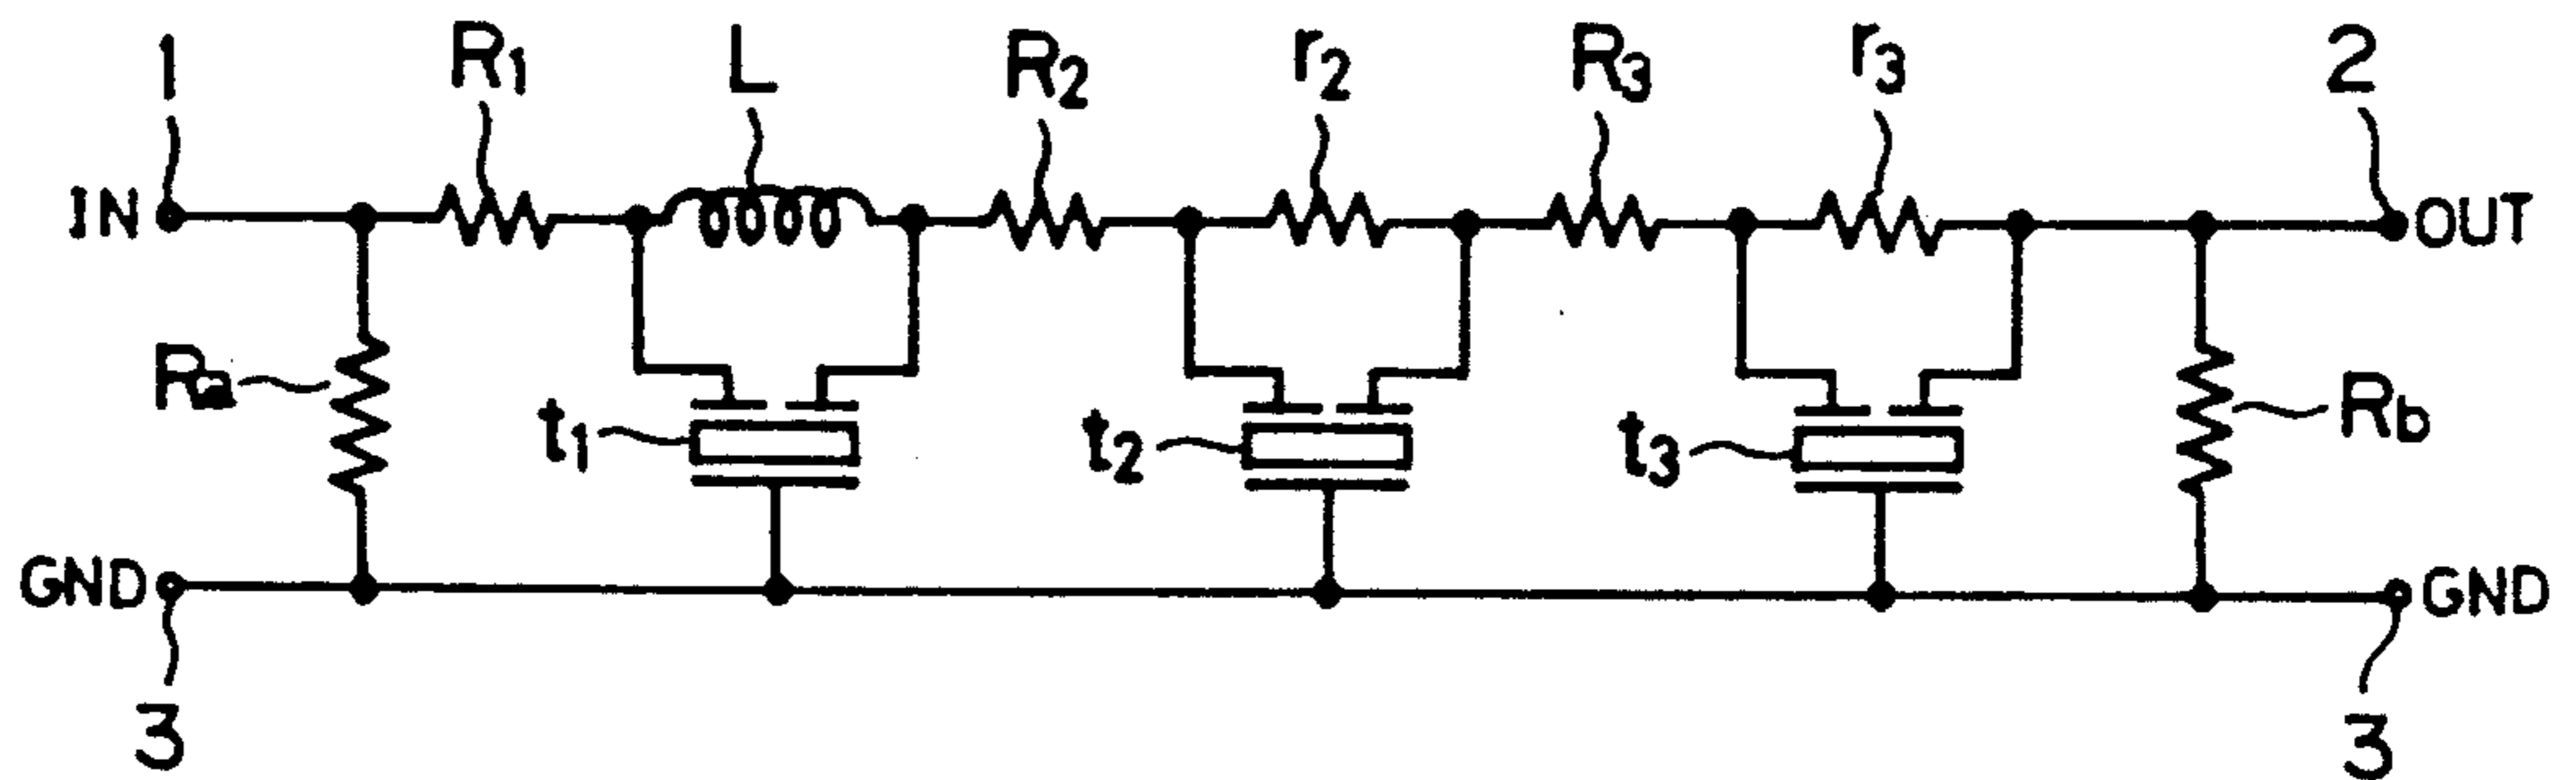 1 R1 L R2 r2 R3 r3 2
IN OUT
Ra t1 t2 t3 Rb
GND GND
3 3